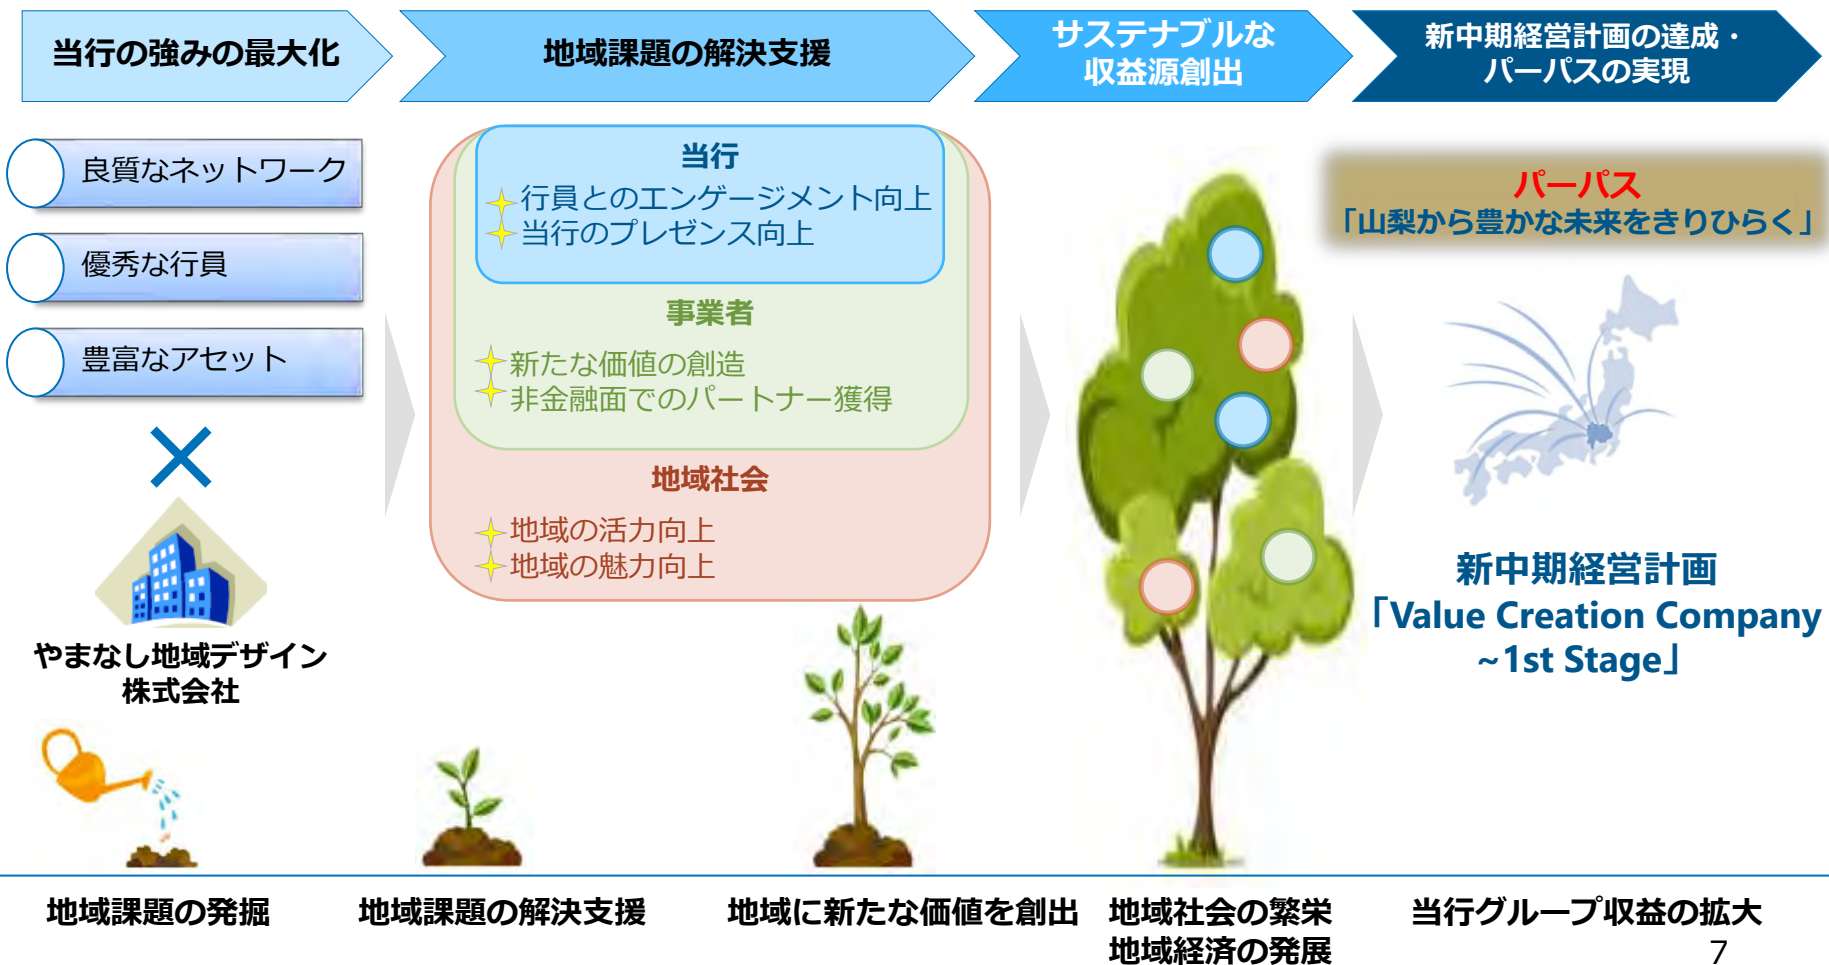 当行の強みの最大化
地域課題の解決支援
サステナブルな
収益源創出
新中期経営計画の達成・
パーパスの実現
良質なネットワーク
優秀な行員
豊富なアセット
×
やまなし地域デザイン
株式会社
当行
行員とのエンゲージメント向上
当行のプレゼンス向上
事業者
新たな価値の創造
非金融面でのパートナー獲得
地域社会
地域の活力向上
地域の魅力向上
パーパス
「山梨から豊かな未来をきりひらく」
新中期経営計画
「Value Creation Company
~1st Stage」
地域課題の発掘
地域課題の解決支援
地域に新たな価値を創出
地域社会の繁栄
地域経済の発展
当行グループ収益の拡大
7